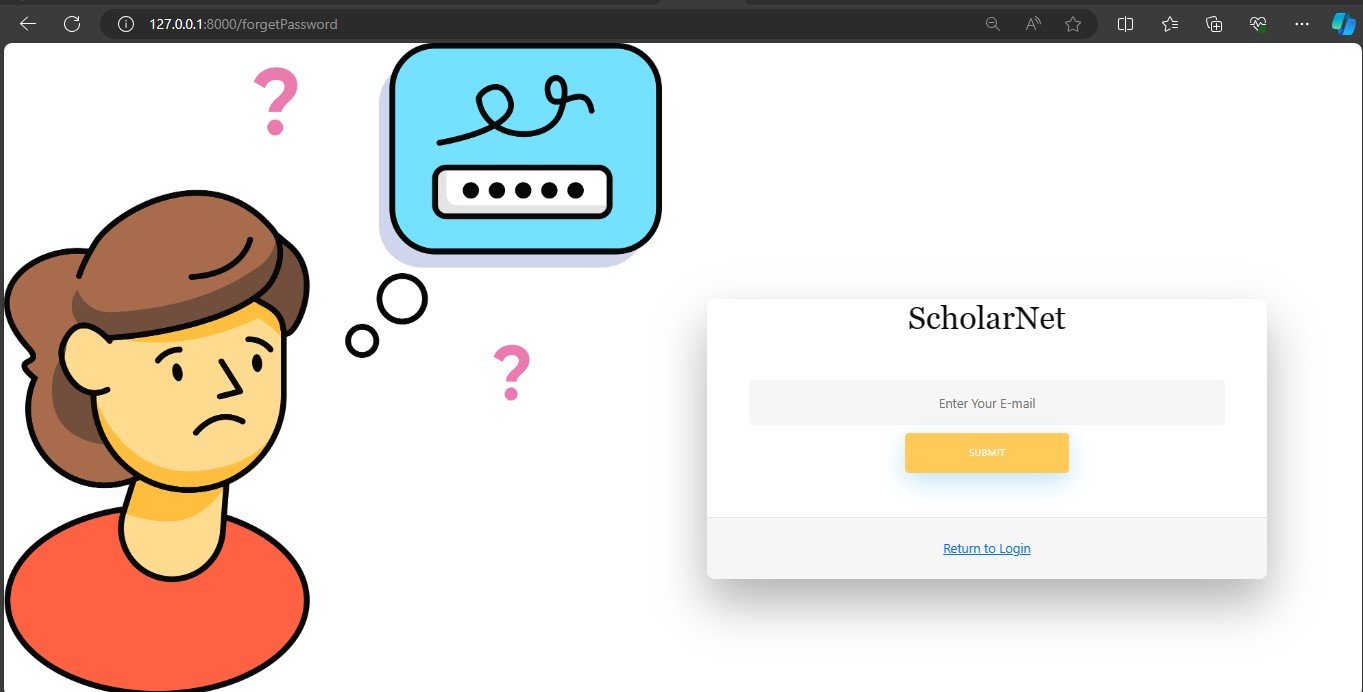 127.0.0.1:8000/forgetPassword
? 
?
ScholarNet
Enter Your E-mail
SUBMIT
Return to Login